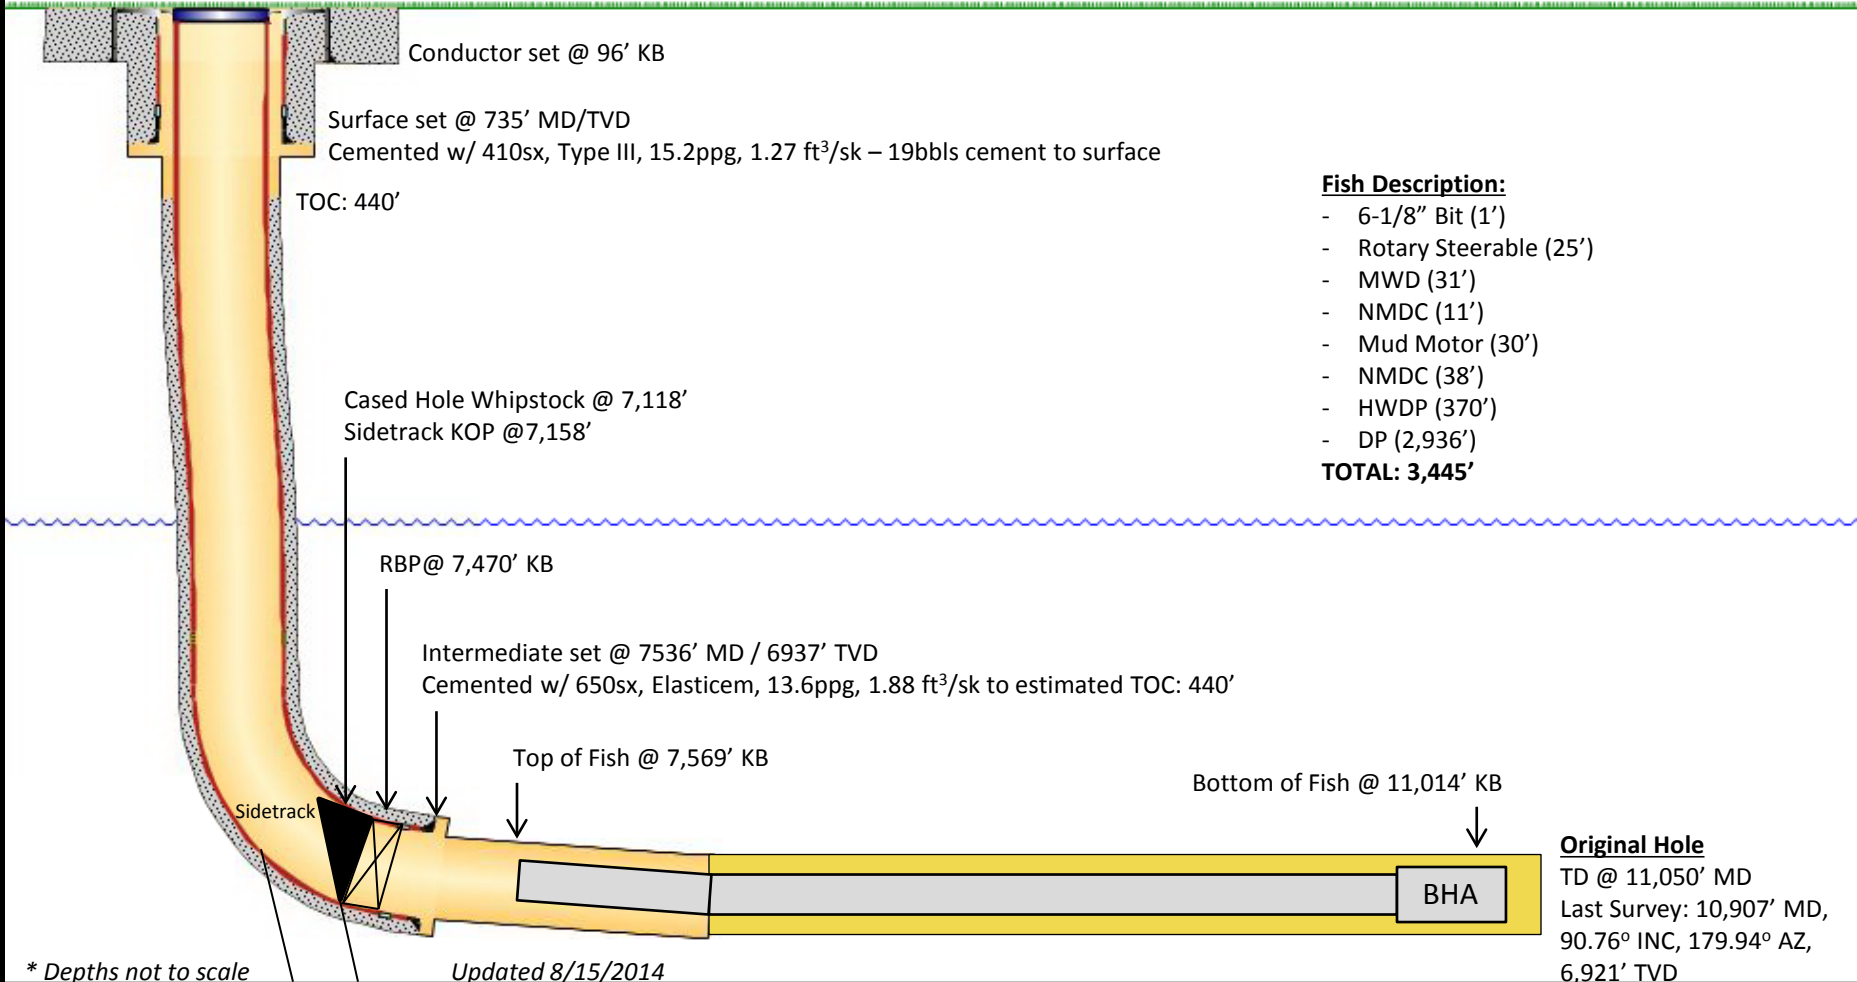 Conductor set @ 96’ KB
Surface set @ 735’ MD/TVD
Cemented w/ 410sx, Type III, 15.2ppg, 1.27 ft³/sk – 19bbls cement to surface
TOC: 440’
Fish Description:
- 6-1/8” Bit (1’)
- Rotary Steerable (25’)
- MWD (31’)
- NMDC (11’)
- Mud Motor (30’)
- NMDC (38’)
- HWDP (370’)
- DP (2,936’)
TOTAL: 3,445’
Cased Hole Whipstock @ 7,118’
Sidetrack KOP @7,158’
RBP@ 7,470’ KB
Intermediate set @ 7536’ MD / 6937’ TVD
Cemented w/ 650sx, Elasticem, 13.6ppg, 1.88 ft³/sk to estimated TOC: 440’
Top of Fish @ 7,569’ KB
Bottom of Fish @ 11,014’ KB
Sidetrack
BHA
Original Hole
TD @ 11,050’ MD
Last Survey: 10,907’ MD,
90.76° INC, 179.94° AZ,
6,921’ TVD
* Depths not to scale
Updated 8/15/2014